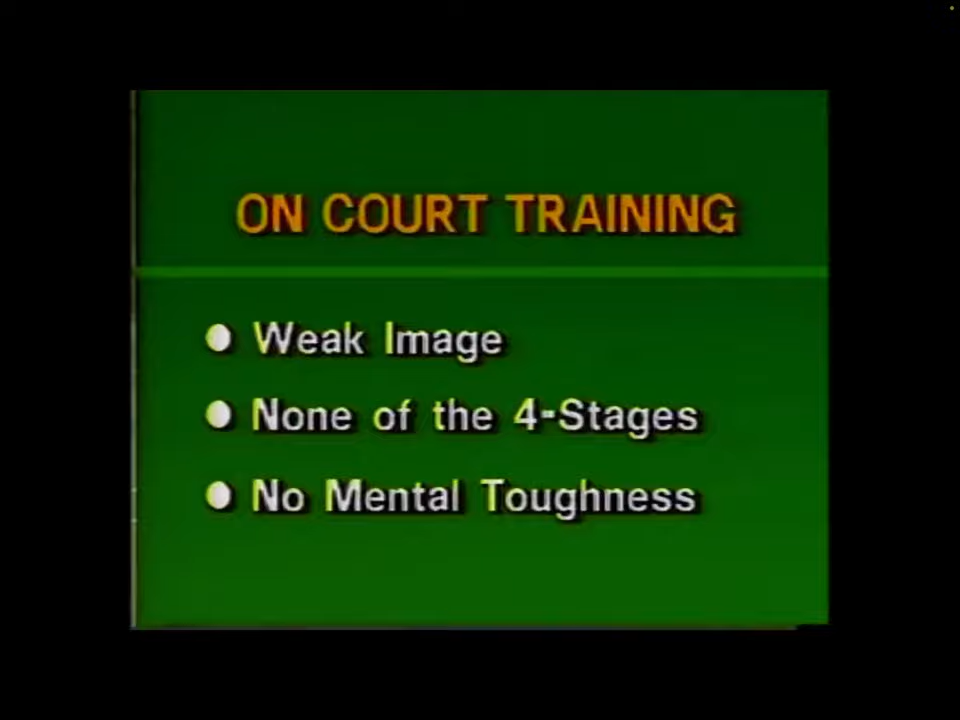 ON COURT TRAINING
Weak Image
None of the 4-Stages
No Mental Toughness